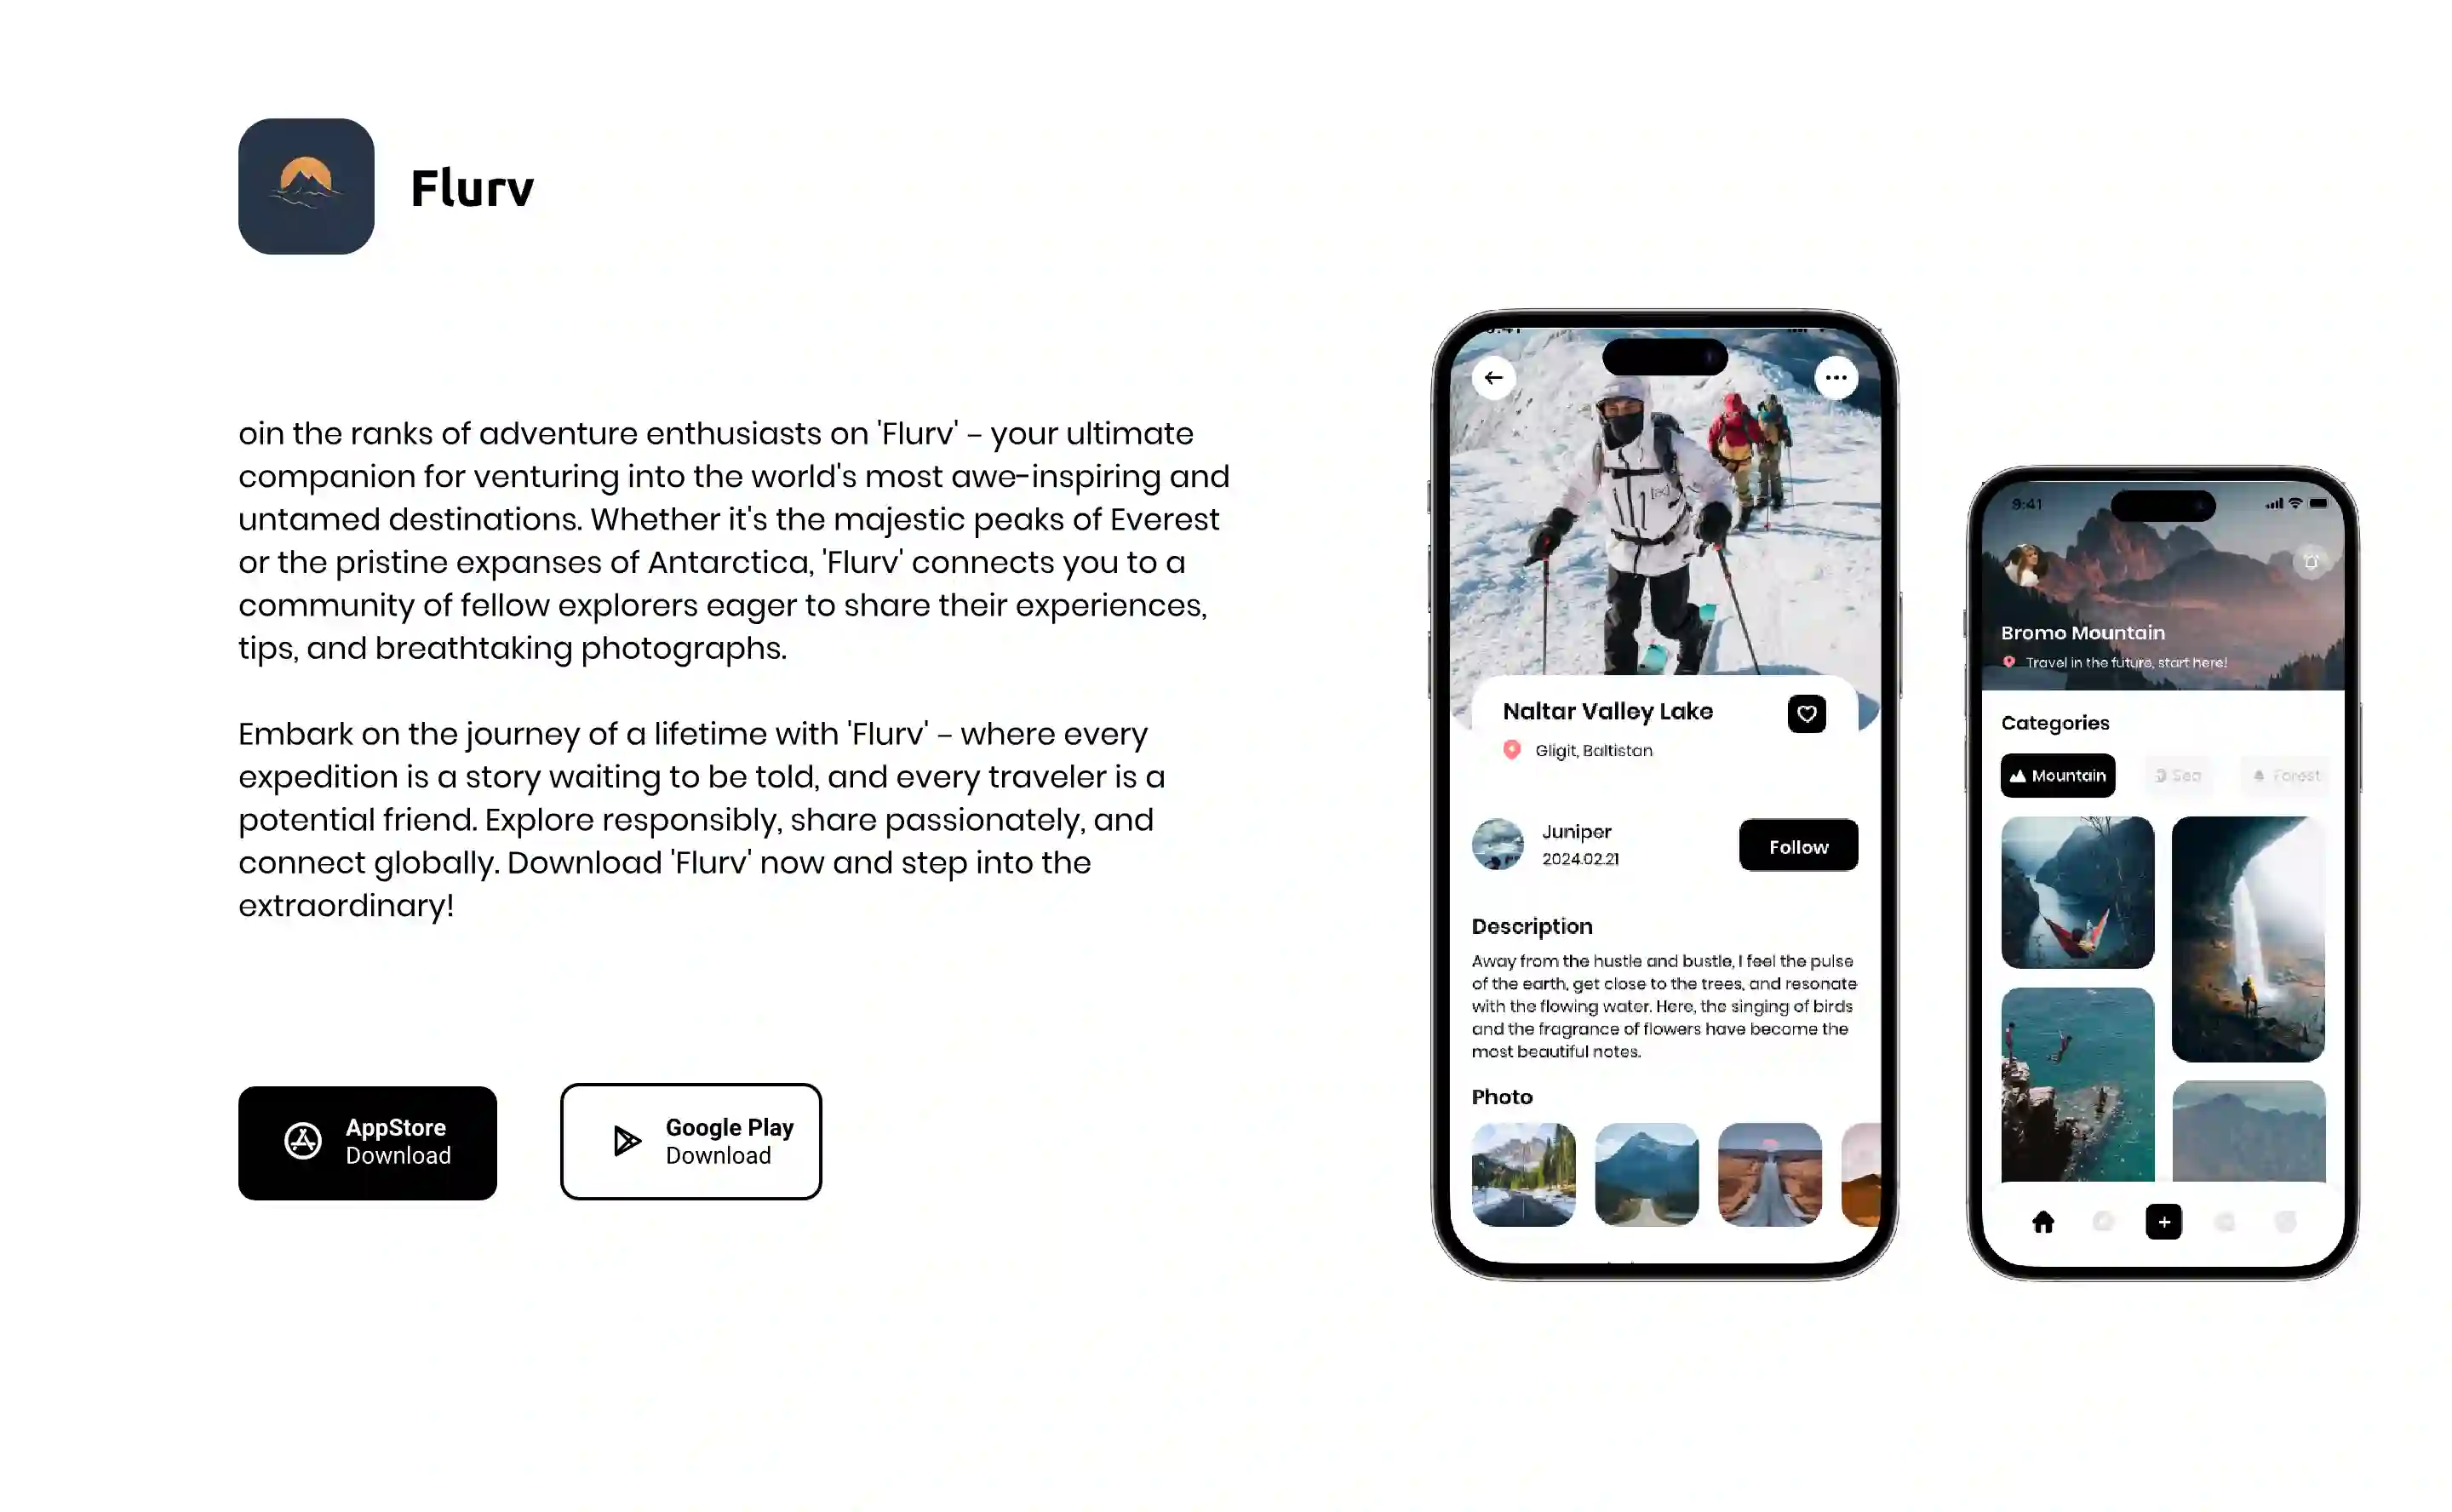 Flurv
oin the ranks of adventure enthusiasts on 'Flurv' – your ultimate
companion for venturing into the world's most awe-inspiring and
untamed destinations. Whether it's the majestic peaks of Everest
or the pristine expanses of Antarctica, 'Flurv' connects you to a
community of fellow explorers eager to share their experiences,
tips, and breathtaking photographs.
Embark on the journey of a lifetime with 'Flurv' – where every
expedition is a story waiting to be told, and every traveler is a
potential friend. Explore responsibly, share passionately, and
connect globally. Download 'Flurv' now and step into the
extraordinary!
AppStore
Download
Google Play
Download
Naltar Valley Lake
Gligit, Baltistan
Juniper
2024.02.21
Follow
Description
Away from the hustle and bustle, I feel the pulse
of the earth, get close to the trees, and resonate
with the flowing water. Here, the singing of birds
and the fragrance of flowers have become the
most beautiful notes.
Photo
9:41
Bromo Mountain
Travel in the future, start here!
Categories
Mountain
Sea
Forest